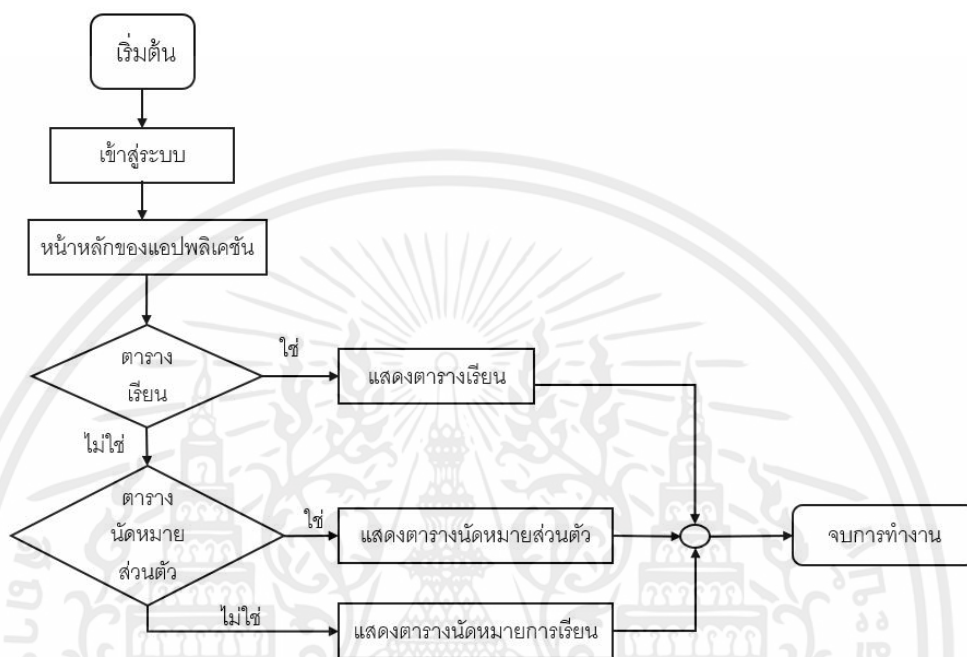 เริ่มต้น
เข้าสู่ระบบ
หน้าหลักของแอปพลิเคชัน
ตาราง
เรียน
ใช่
แสดงตารางเรียน
ไม่ใช่
ตาราง
นัดหมาย
ส่วนตัว
ใช่
แสดงตารางนัดหมายส่วนตัว
จบการทำงาน
ไม่ใช่
แสดงตารางนัดหมายการเรียน